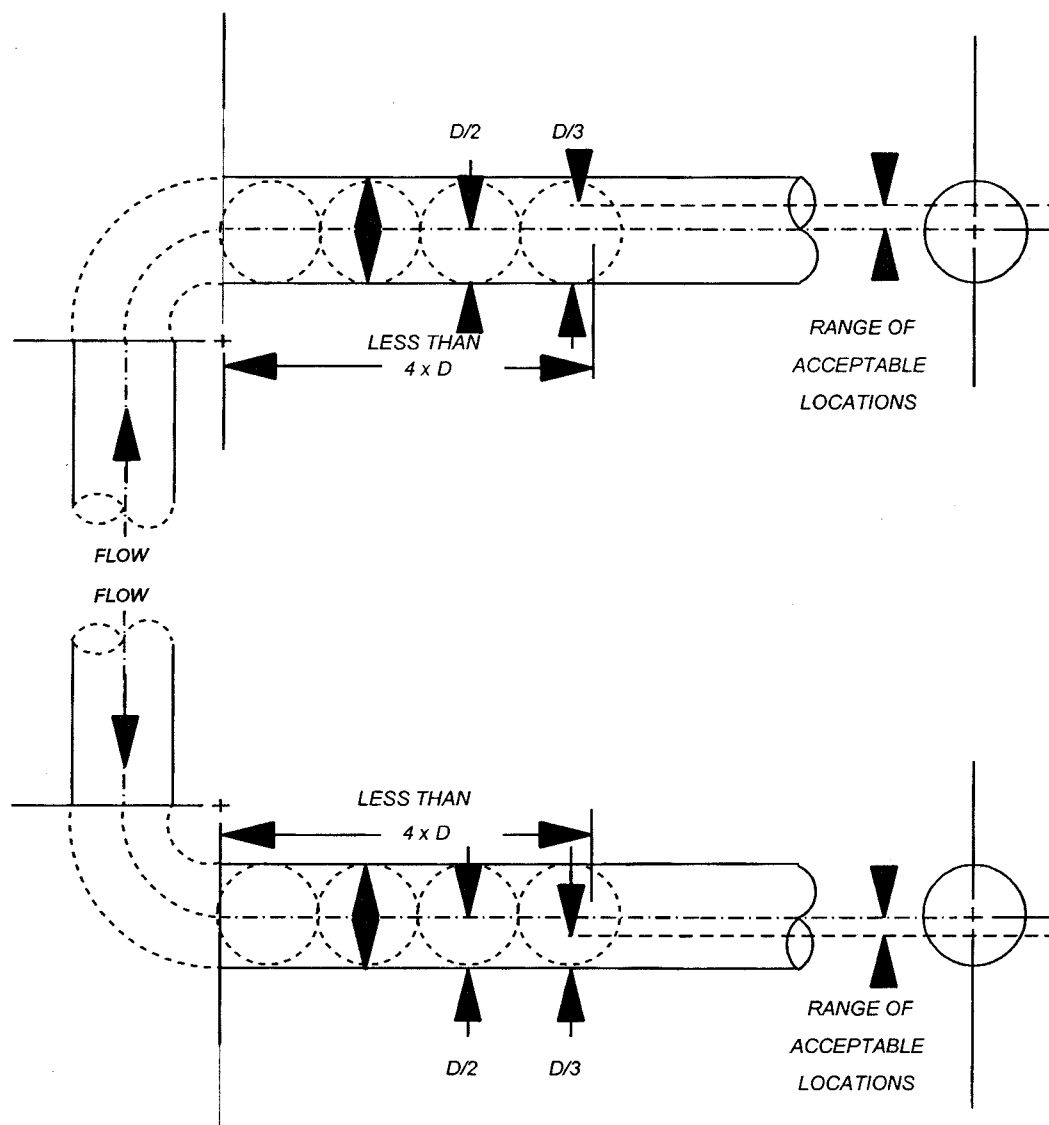 D/2
D/3
LESS THAN
4 x D
RANGE OF
ACCEPTABLE
LOCATIONS
FLOW
FLOW
LESS THAN
4 x D
RANGE OF
ACCEPTABLE
LOCATIONS
D/2
D/3